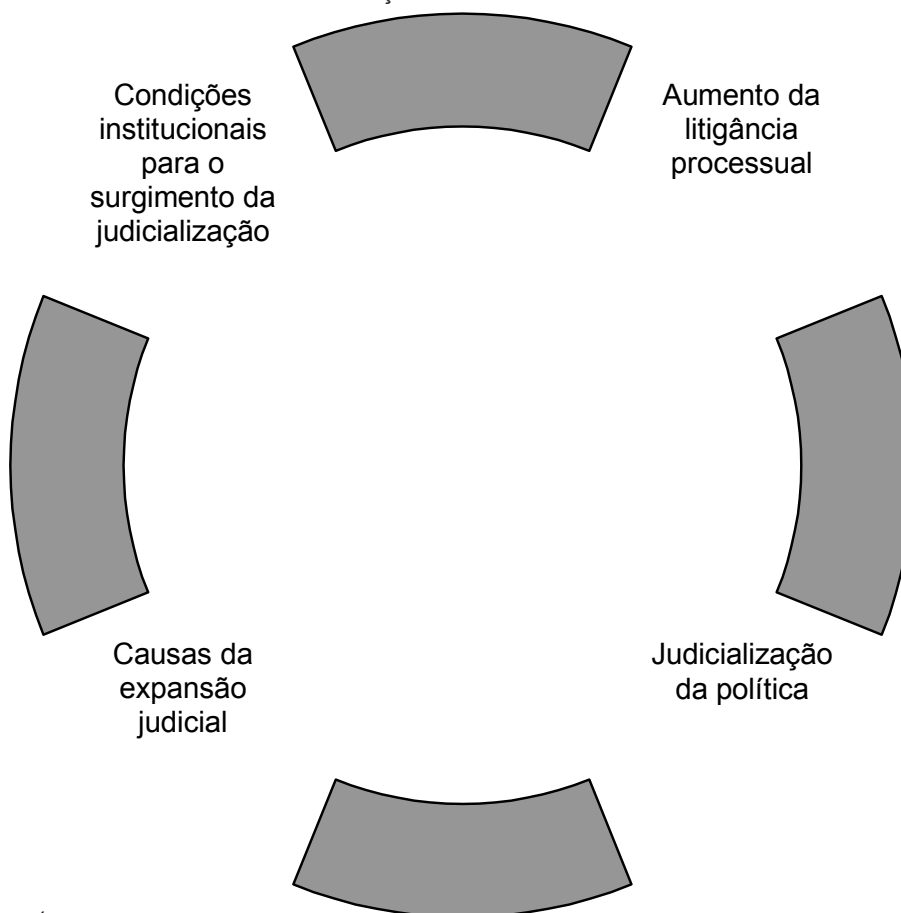 Condições
institucionais
para o
surgimento da
judicialização
Aumento da
litigância
processual
Causas da
expansão
judicial
Judicialização
da política